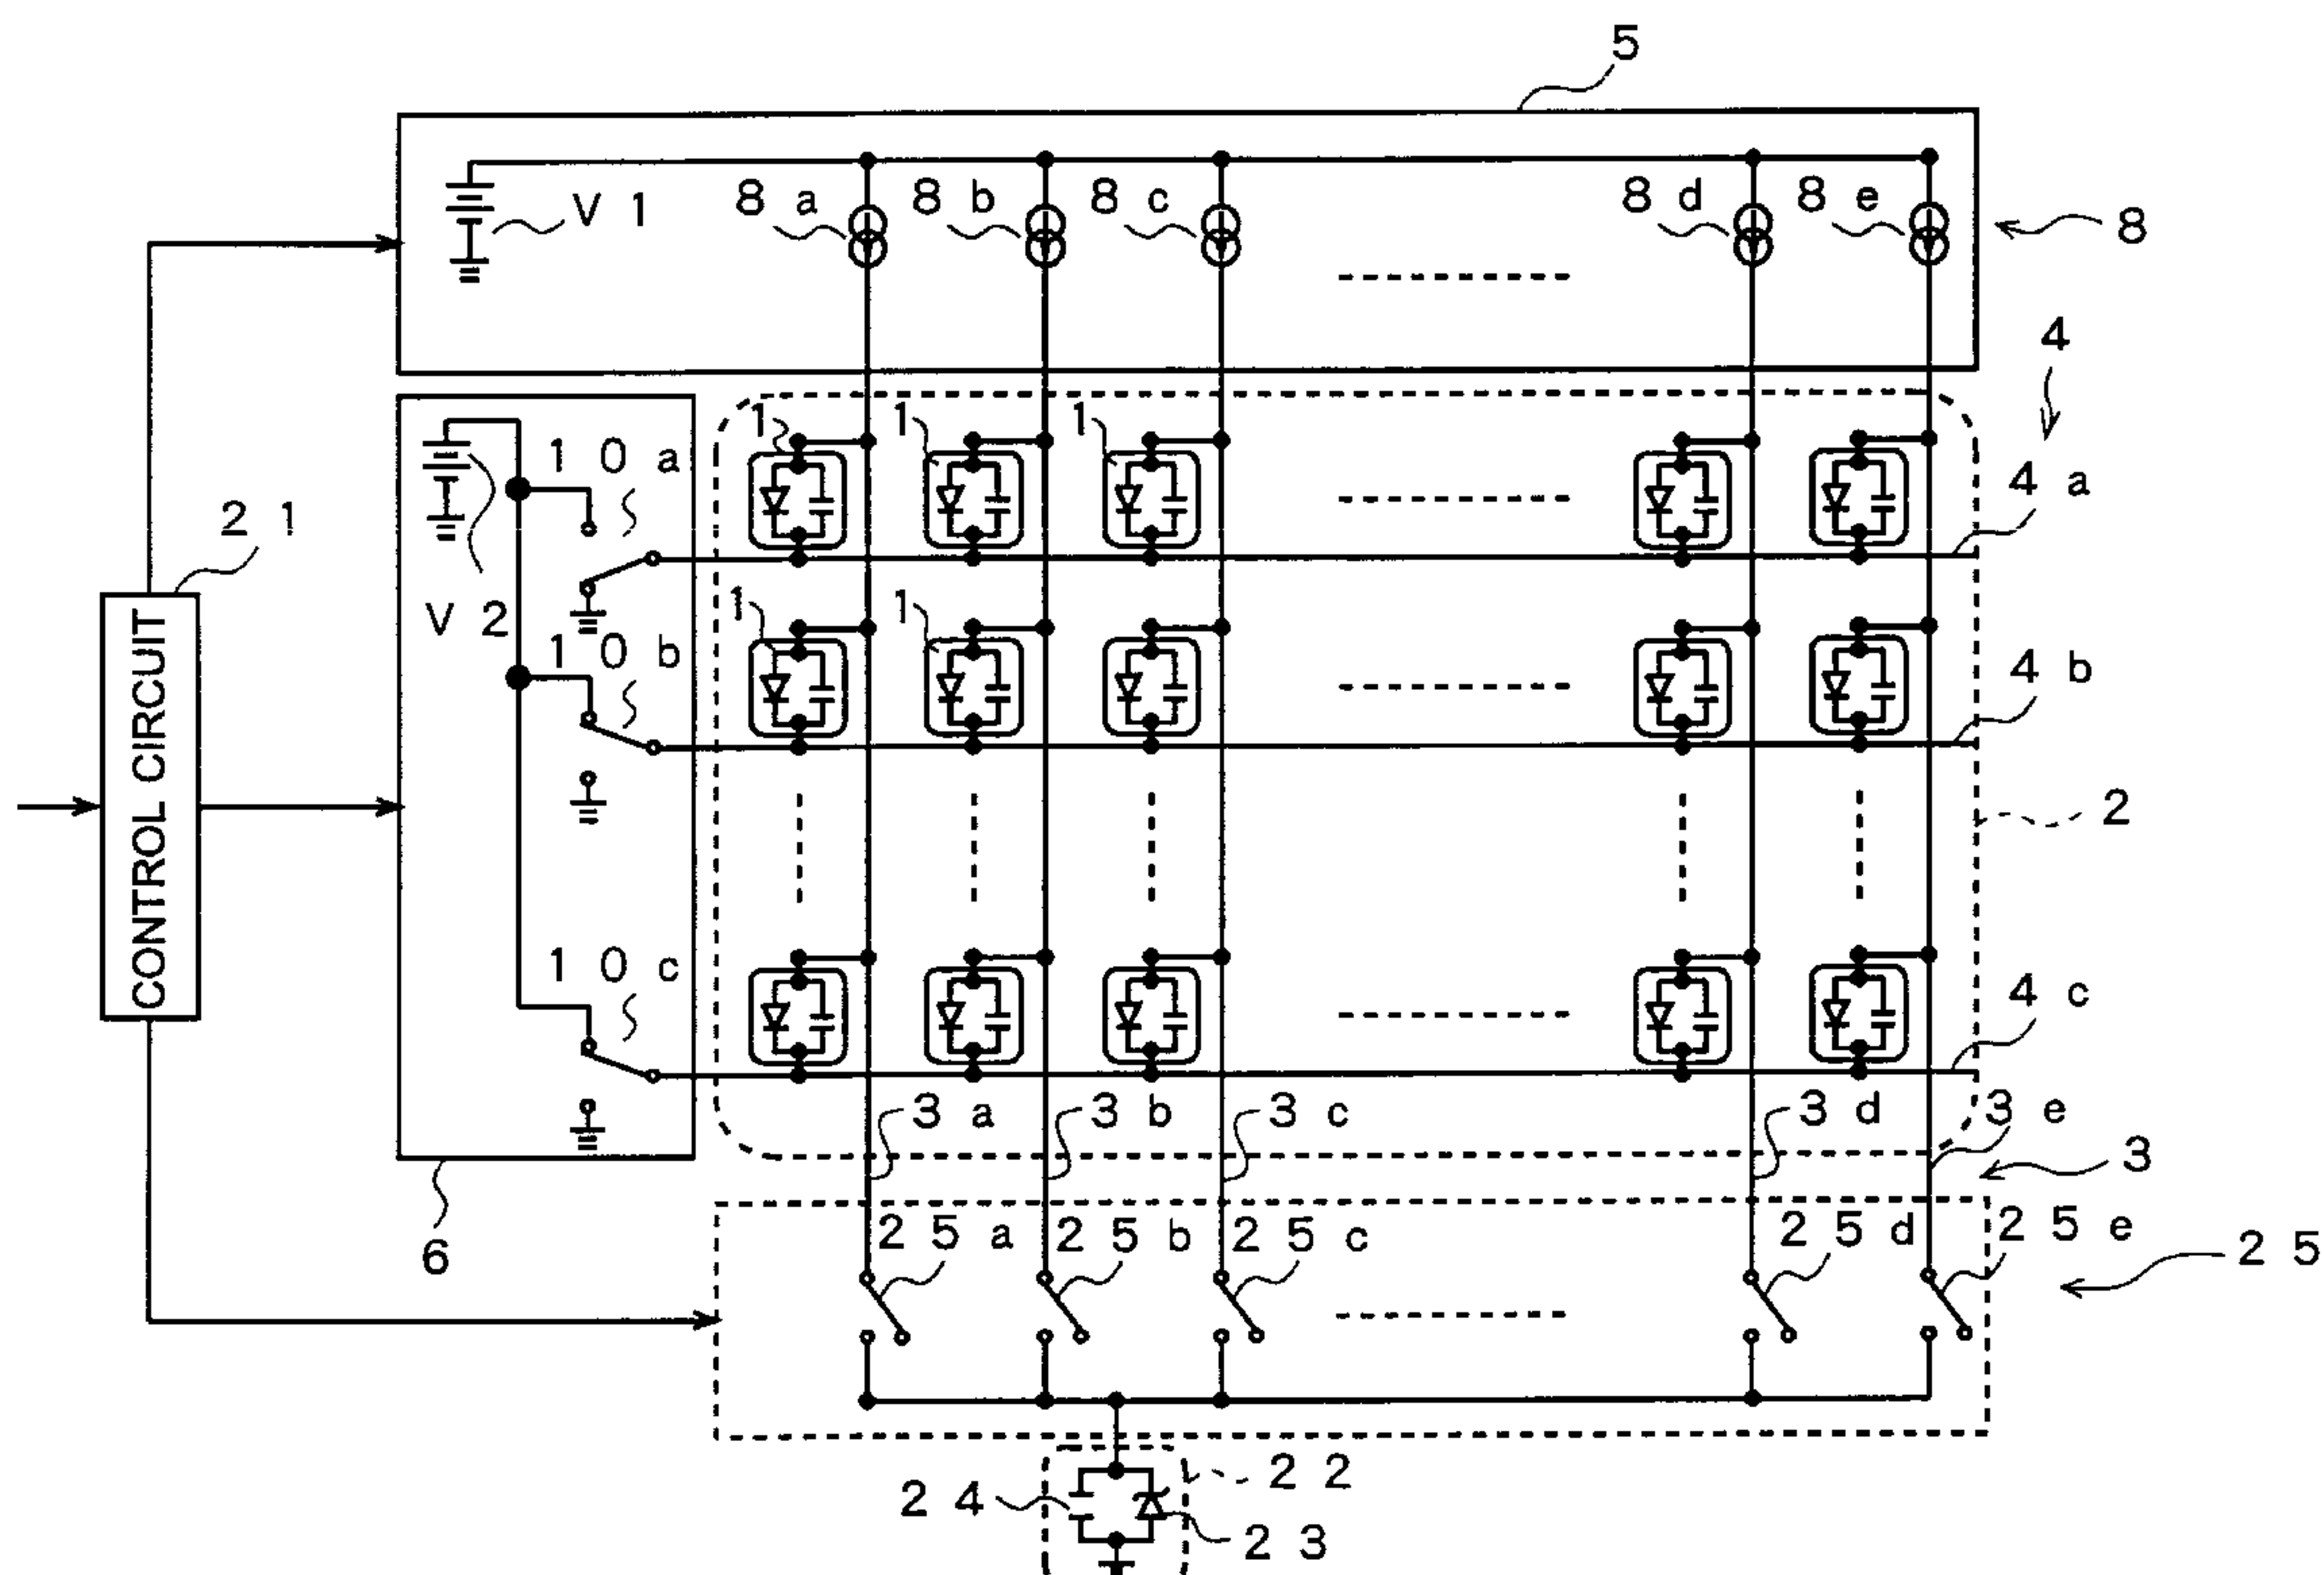 5
V 1
8 a
8 b
8 c
8 d
8 e
8
4
1
1
1
1 0 a
4 a
2 1
V 2
1
1
1 0 b
4 b
CONTROL CIRCUIT
2
1 0 c
4 c
3 a
3 b
3 c
3 d
3 e
3
6
2 5 a
2 5 b
2 5 c
2 5 d
2 5 e
2 5
2 2
2 4
2 3